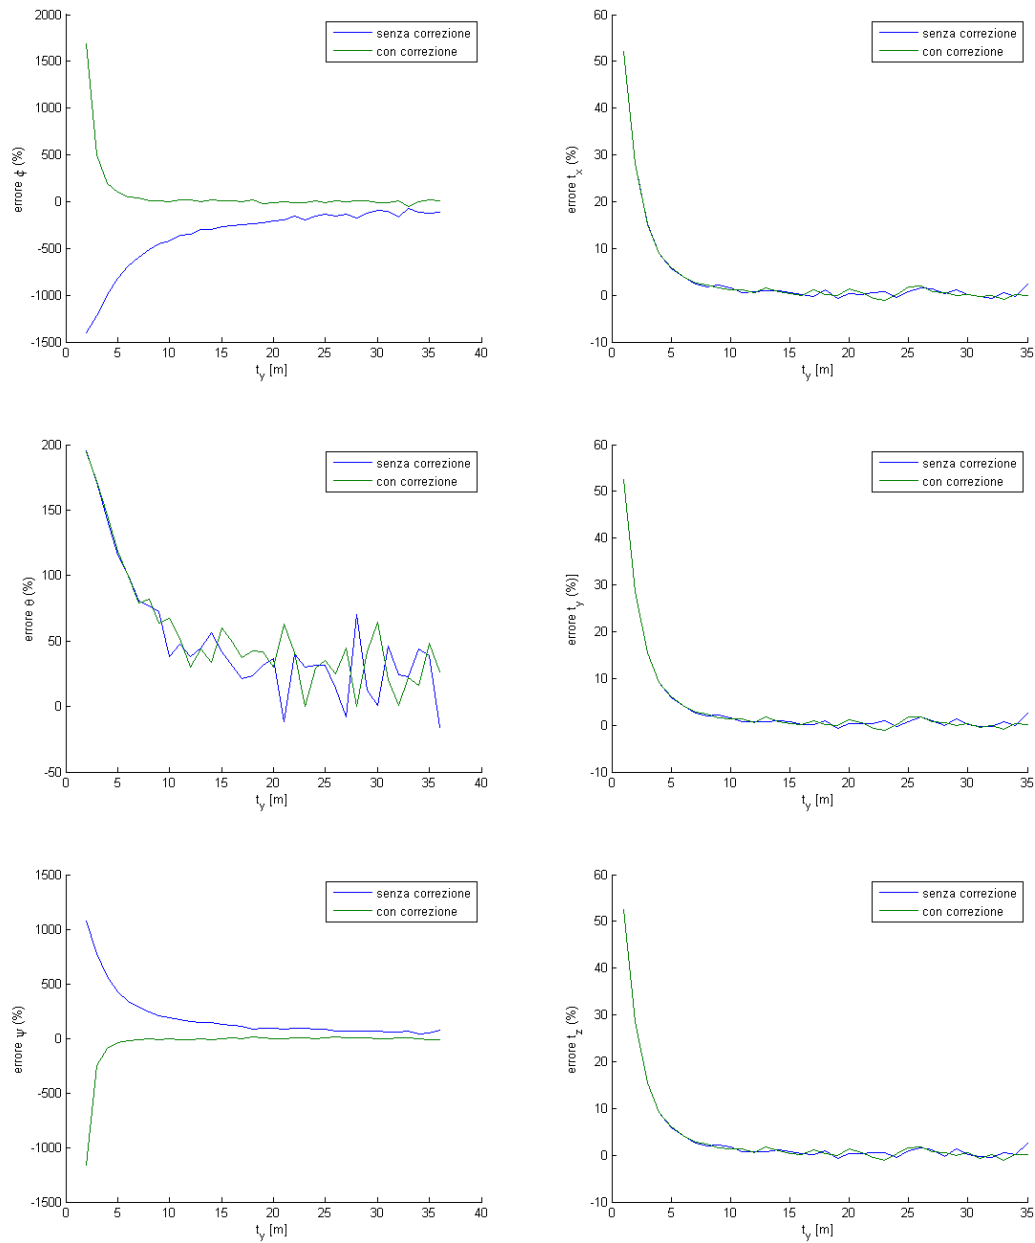 2000
1500
1000
500
0
-500
-1000
-1500
0 5 10 15 20 25 30 35 40
errore ϕ (%)
t_y [m]
senza correzione
con correzione
60
50
40
30
20
10
0
-10
0 5 10 15 20 25 30 35
errore t_x (%)
t_y [m]
senza correzione
con correzione
200
150
100
50
0
-50
0 5 10 15 20 25 30 35 40
errore θ (%)
t_y [m]
senza correzione
con correzione
60
50
40
30
20
10
0
-10
0 5 10 15 20 25 30 35
errore t_y (%)]
t_y [m]
senza correzione
con correzione
1500
1000
500
0
-500
-1000
-1500
0 5 10 15 20 25 30 35 40
errore ψ (%)
t_y [m]
senza correzione
con correzione
60
50
40
30
20
10
0
-10
0 5 10 15 20 25 30 35
errore t_z (%)
t_y [m]
senza correzione
con correzione